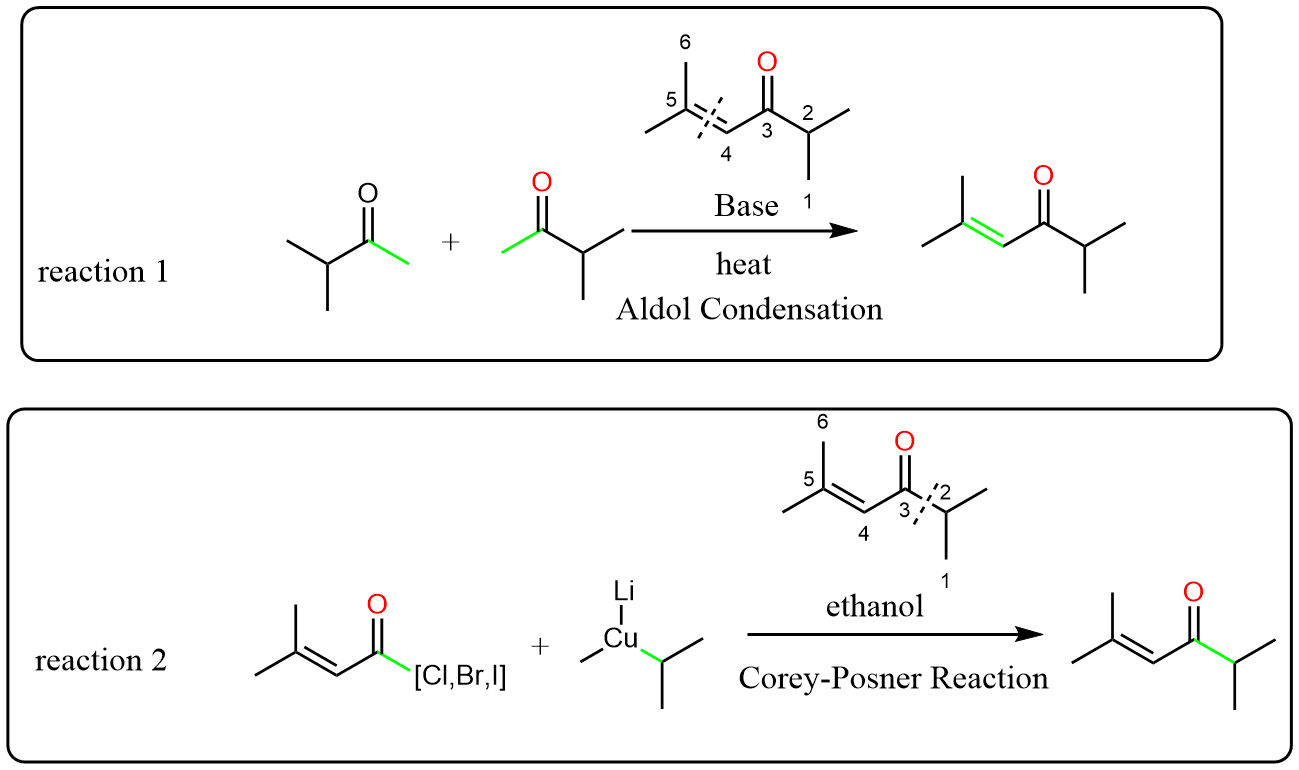 6
O
5
2
3
4
1
O
O
O
+
Base
reaction 1
heat
Aldol Condensation
6
O
5
2
3
4
1
Li
O
O
ethanol
Cu
+
reaction 2
[Cl,Br,I]
Corey-Posner Reaction